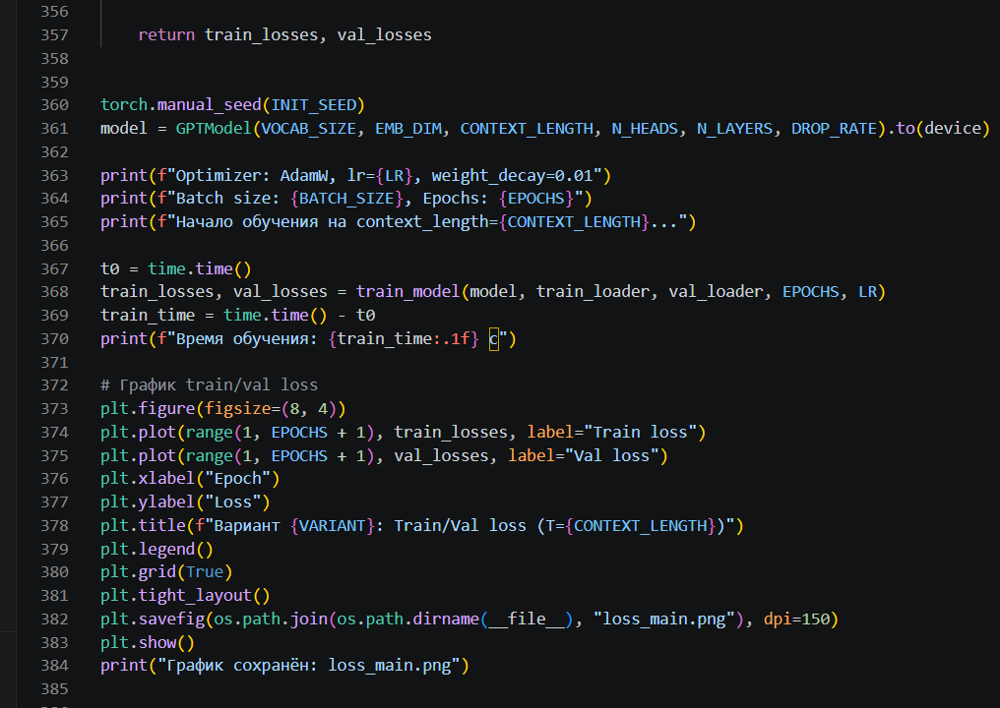 356
357 return train_losses, val_losses
358
359
360 torch.manual_seed(INIT_SEED)
361 model = GPTModel(VOCAB_SIZE, EMB_DIM, CONTEXT_LENGTH, N_HEADS, N_LAYERS, DROP_RATE).to(device)
362
363 print(f"Optimizer: AdamW, lr={LR}, weight_decay=0.01")
364 print(f"Batch size: {BATCH_SIZE}, Epochs: {EPOCHS}")
365 print(f"Начало обучения на context_length={CONTEXT_LENGTH}...")
366
367 t0 = time.time()
368 train_losses, val_losses = train_model(model, train_loader, val_loader, EPOCHS, LR)
369 train_time = time.time() - t0
370 print(f"Время обучения: {train_time:.1f} с")
371
372 # График train/val loss
373 plt.figure(figsize=(8, 4))
374 plt.plot(range(1, EPOCHS + 1), train_losses, label="Train loss")
375 plt.plot(range(1, EPOCHS + 1), val_losses, label="Val loss")
376 plt.xlabel("Epoch")
377 plt.ylabel("Loss")
378 plt.title(f"Вариант {VARIANT}: Train/Val loss (T={CONTEXT_LENGTH})")
379 plt.legend()
380 plt.grid(True)
381 plt.tight_layout()
382 plt.savefig(os.path.join(os.path.dirname(__file__), "loss_main.png"), dpi=150)
383 plt.show()
384 print("График сохранён: loss_main.png")
385